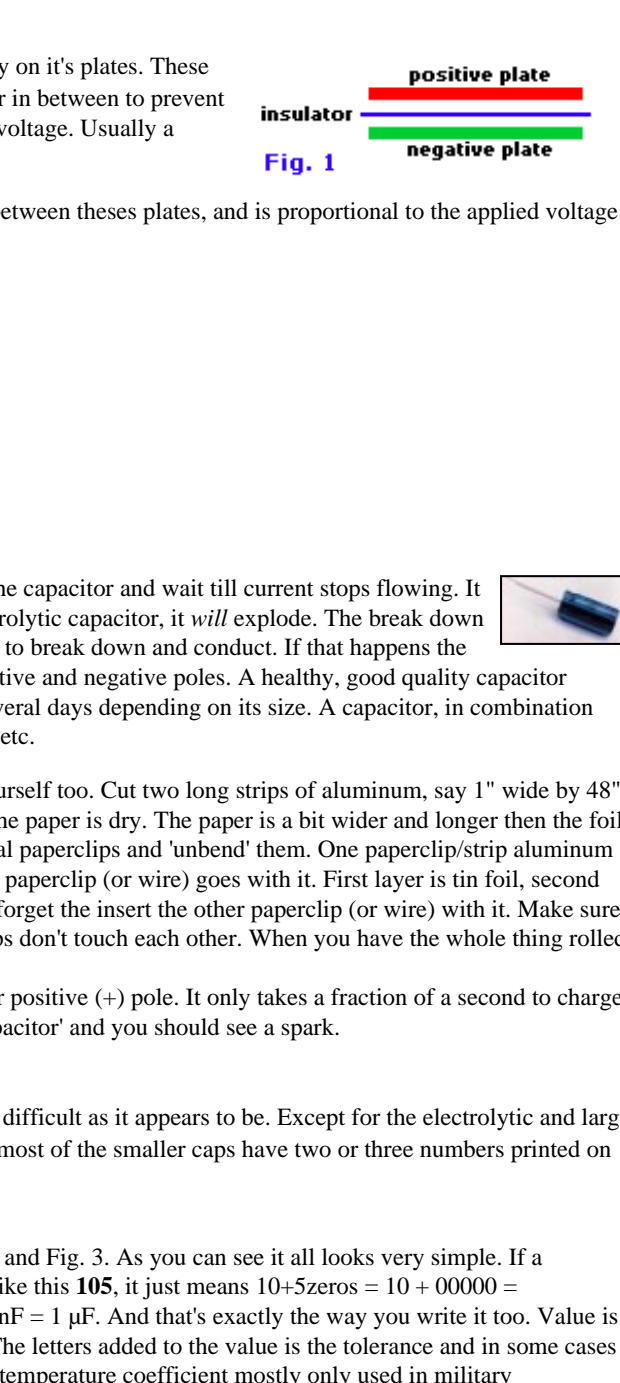 y on it's plates. These
r in between to prevent
voltage. Usually a
positive plate
insulator
negative plate
Fig. 1
etween theses plates, and is proportional to the applied voltage
ne capacitor and wait till current stops flowing. It
rolytic capacitor, it will explode. The break down
to break down and conduct. If that happens the
tive and negative poles. A healthy, good quality capacitor
veral days depending on its size. A capacitor, in combination
etc.
urself too. Cut two long strips of aluminum, say 1" wide by 48"
ne paper is dry. The paper is a bit wider and longer then the foil
al paperclips and 'unbend' them. One paperclip/strip aluminum
paperclip (or wire) goes with it. First layer is tin foil, second
forget the insert the other paperclip (or wire) with it. Make sure
ps don't touch each other. When you have the whole thing rolled
r positive (+) pole. It only takes a fraction of a second to charge
pacitor' and you should see a spark.
difficult as it appears to be. Except for the electrolytic and larg
most of the smaller caps have two or three numbers printed on
and Fig. 3. As you can see it all looks very simple. If a
ike this 105, it just means 10+5zeros = 10 + 00000 =
nF = 1 µF. And that's exactly the way you write it too. Value is
The letters added to the value is the tolerance and in some cases
temperature coefficient mostly only used in military